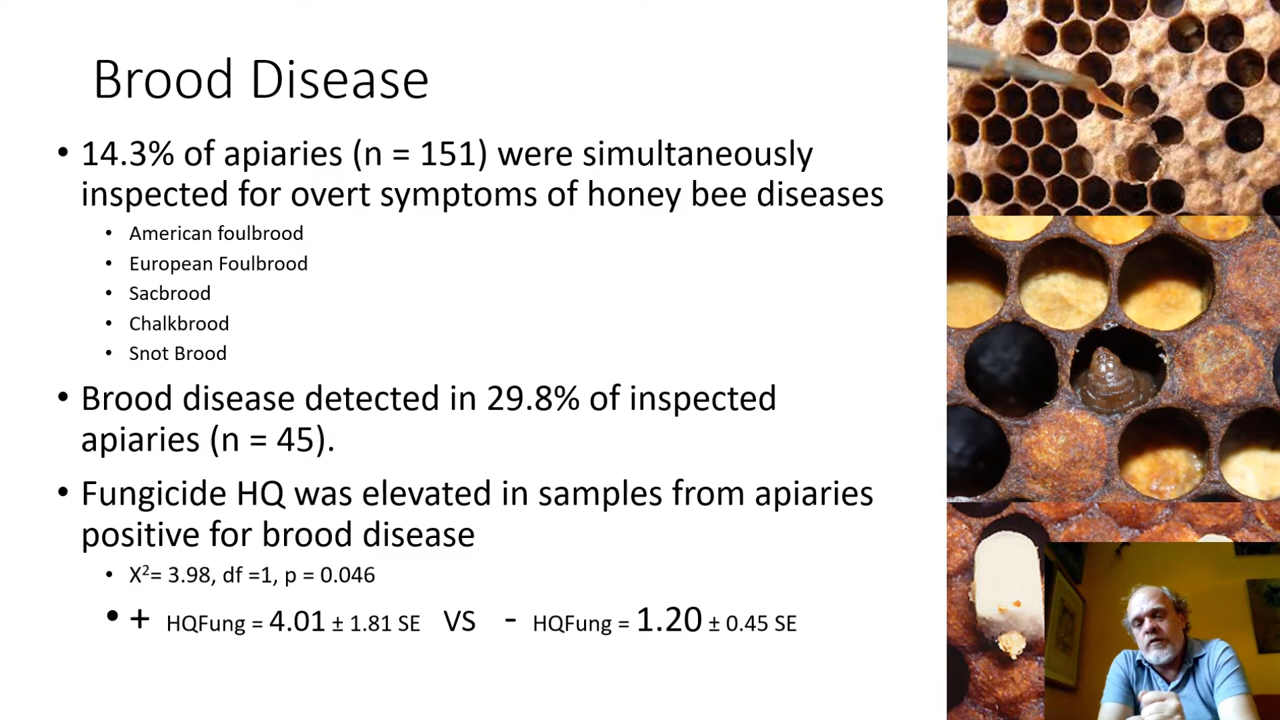 Brood Disease
• 14.3% of apiaries (n = 151) were simultaneously
inspected for overt symptoms of honey bee diseases
• American foulbrood
• European Foulbrood
• Sacbrood
• Chalkbrood
• Snot Brood
• Brood disease detected in 29.8% of inspected
apiaries (n = 45).
• Fungicide HQ was elevated in samples from apiaries
positive for brood disease
• X²= 3.98, df =1, p = 0.046
• + HQFung = 4.01 ± 1.81 SE VS - HQFung = 1.20 ± 0.45 SE